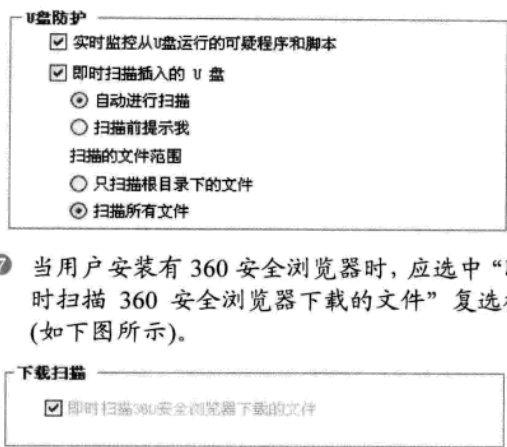 U盘防护
实时监控从U盘运行的可疑程序和脚本
即时扫描插入的 U 盘
自动进行扫描
扫描前提示我
扫描的文件范围
只扫描根目录下的文件
扫描所有文件
7 当用户安装有 360 安全浏览器时，应选中“
时扫描 360 安全浏览器下载的文件”复选
(如下图所示)。
下载扫描
即时扫描360安全浏览器下载的文件